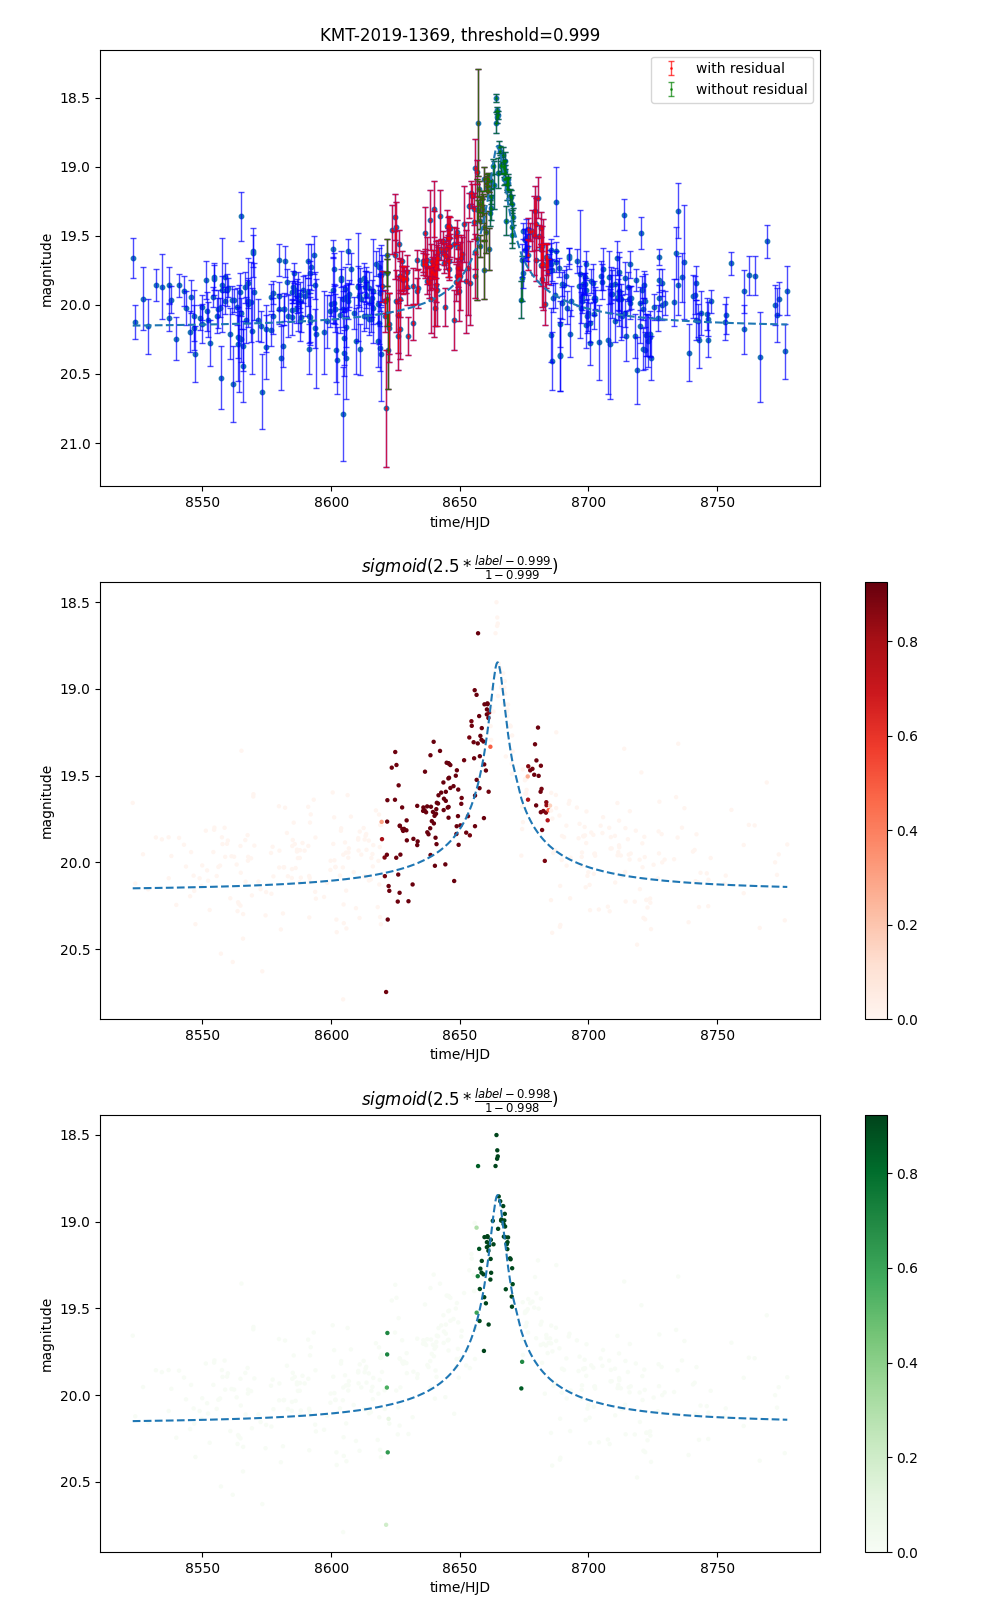 KMT-2019-1369, threshold=0.999
with residual
without residual
18.5
19.0
19.5
20.0
20.5
21.0
magnitude
8550 8600 8650 8700 8750
time/HJD
sigmoid(2.5 * \frac{label − 0.999}{1 − 0.999})
18.5
19.0
19.5
20.0
20.5
magnitude
8550 8600 8650 8700 8750
time/HJD
0.8
0.6
0.4
0.2
0.0
sigmoid(2.5 * \frac{label − 0.998}{1 − 0.998})
18.5
19.0
19.5
20.0
20.5
magnitude
8550 8600 8650 8700 8750
time/HJD
0.8
0.6
0.4
0.2
0.0